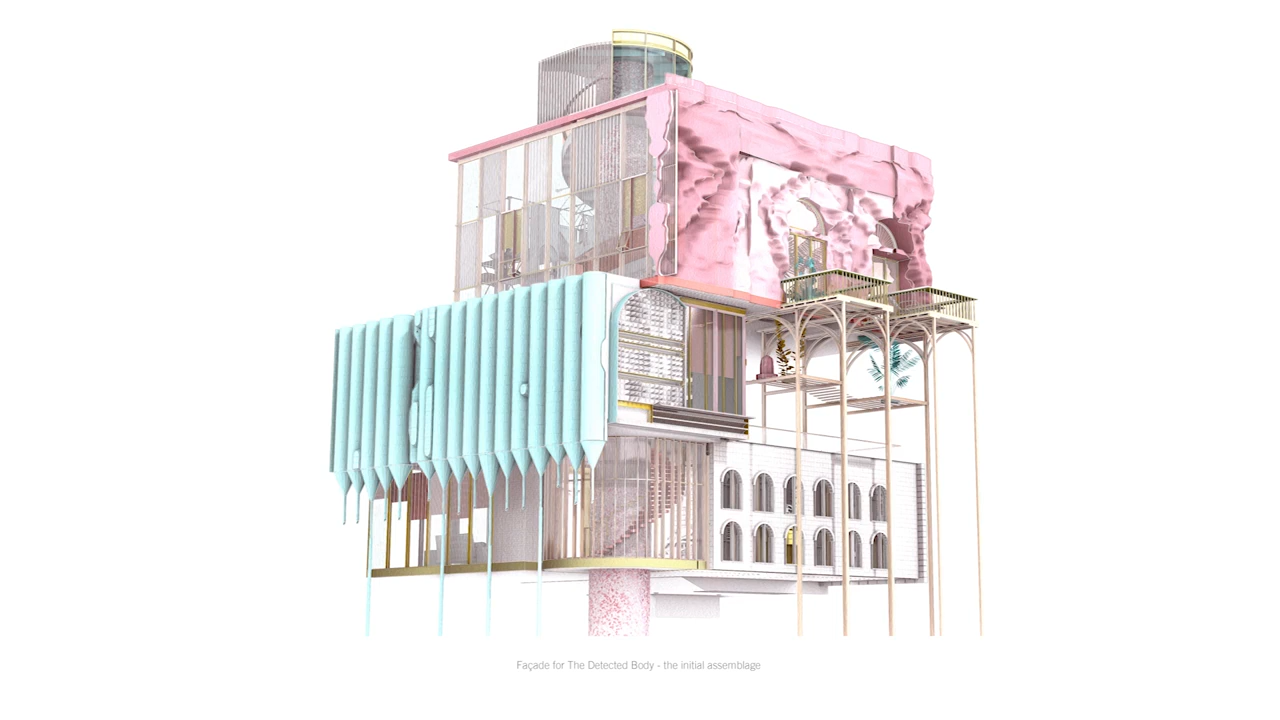 Façade for The Detected Body - the initial assemblage